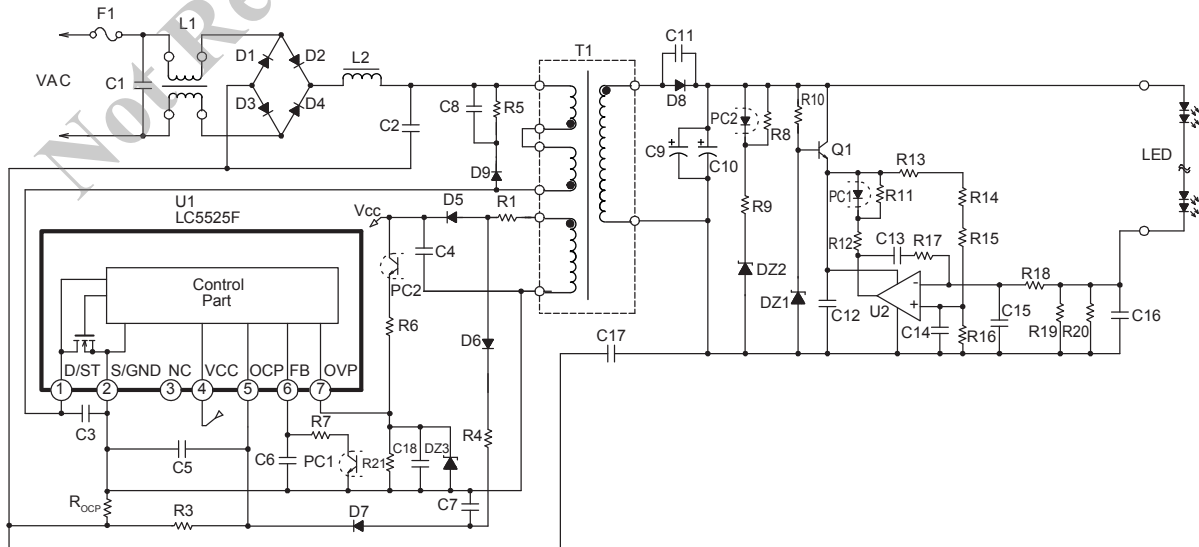 Not Re
F1
L1
VAC
C1
D1
D2
D3
D4
L2
C2
C8
R5
D9
T1
C11
D8
C9
+
C10
+
PC2
R8
R9
DZ2
R10
DZ1
Q1
PC1
R11
R12
R13
R14
R15
C13
R17
U2
-
+
C12
C14
R16
C15
R18
R19
R20
C16
LED
U1
LC5525F
Control
Part
D/ST
S/GND
NC
VCC
OCP
FB
OVP
1
2
3
4
5
6
7
Vcc
D5
R1
C4
PC2
R6
D6
C17
C3
C5
C6
R7
PC1
R21
C18
DZ3
R4
C7
ROCP
R3
D7